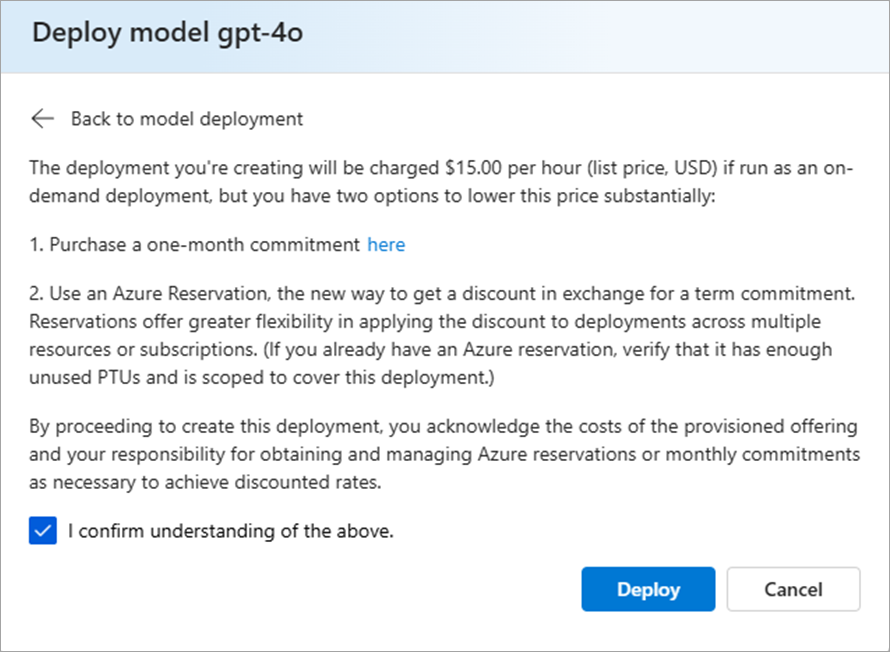 Deploy model gpt-4o
Back to model deployment
The deployment you're creating will be charged $15.00 per hour (list price, USD) if run as an on-
demand deployment, but you have two options to lower this price substantially:
1. Purchase a one-month commitment here
2. Use an Azure Reservation, the new way to get a discount in exchange for a term commitment.
Reservations offer greater flexibility in applying the discount to deployments across multiple
resources or subscriptions. (If you already have an Azure reservation, verify that it has enough
unused PTUs and is scoped to cover this deployment.)
By proceeding to create this deployment, you acknowledge the costs of the provisioned offering
and your responsibility for obtaining and managing Azure reservations or monthly commitments
as necessary to achieve discounted rates.
I confirm understanding of the above.
Deploy
Cancel